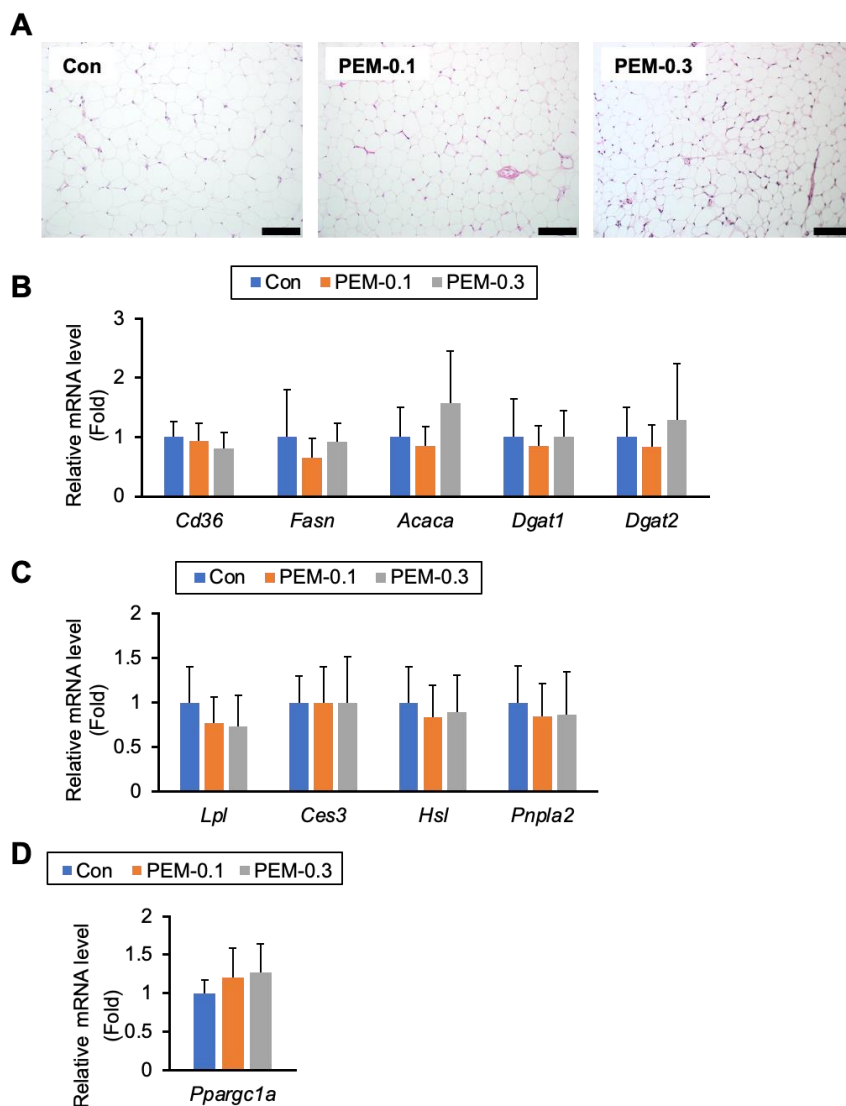 A
Con PEM-0.1 PEM-0.3
B
Con PEM-0.1 PEM-0.3
Relative mRNA level
(Fold)
3
2
1
0
Cd36 Fasn Acaca Dgat1 Dgat2
C
Con PEM-0.1 PEM-0.3
Relative mRNA level
(Fold)
2
1.5
1
0.5
0
Lpl Ces3 Hsl Pnpla2
D
Con PEM-0.1 PEM-0.3
Relative mRNA level
(Fold)
2
1.5
1
0.5
0
Ppargc1a